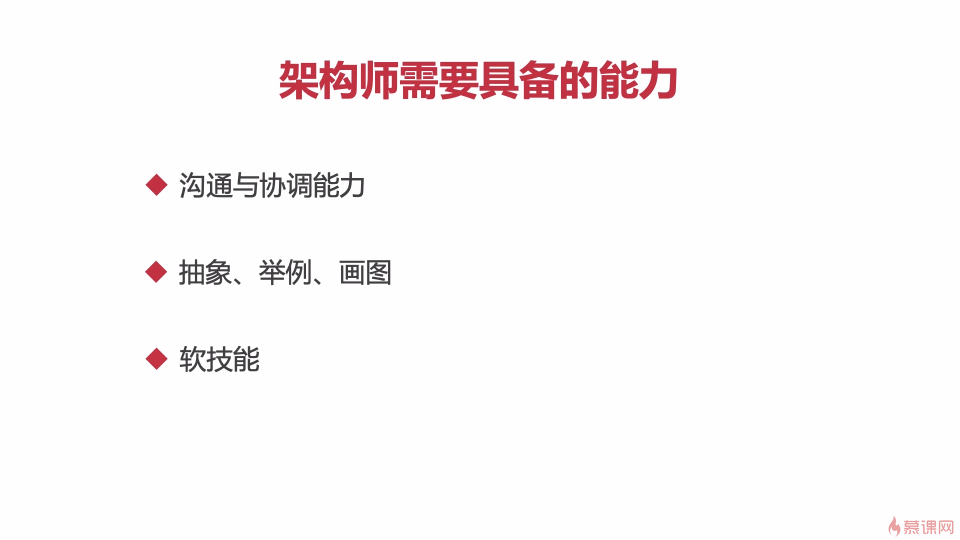 架构师需要具备的能力
沟通与协调能力
抽象、举例、画图
软技能
慕课网